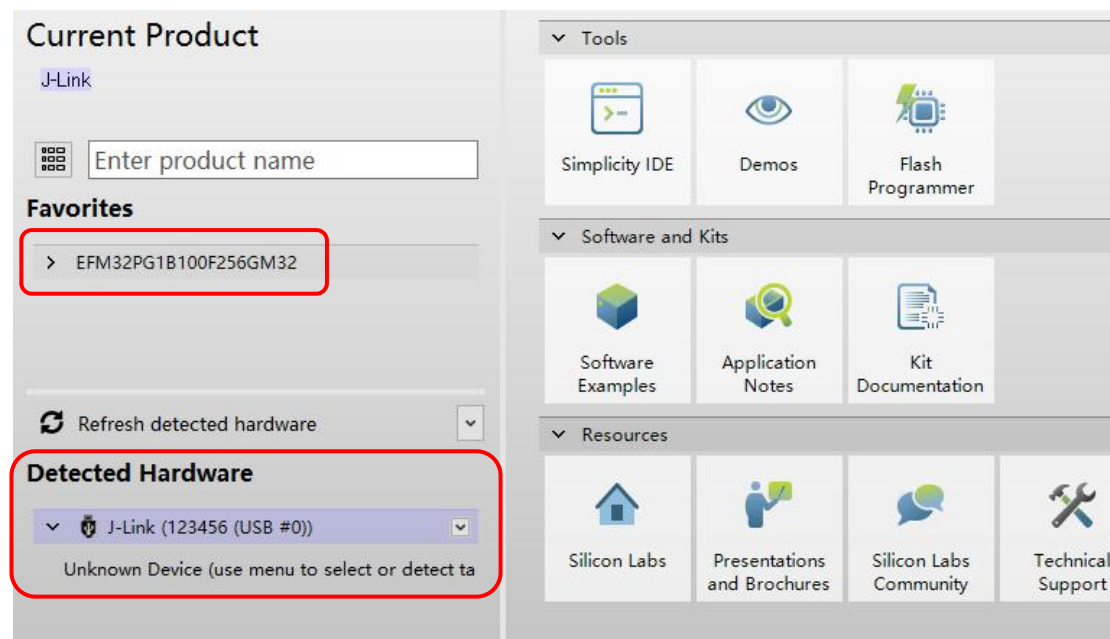 Current Product
J-Link
Enter product name
Favorites
EFM32PG1B100F256GM32
Refresh detected hardware
Detected Hardware
J-Link (123456 (USB #0))
Unknown Device (use menu to select or detect ta
Tools
Simplicity IDE
Demos
Flash
Programmer
Software and Kits
Software
Examples
Application
Notes
Kit
Documentation
Resources
Silicon Labs
Presentations
and Brochures
Silicon Labs
Community
Technical
Support